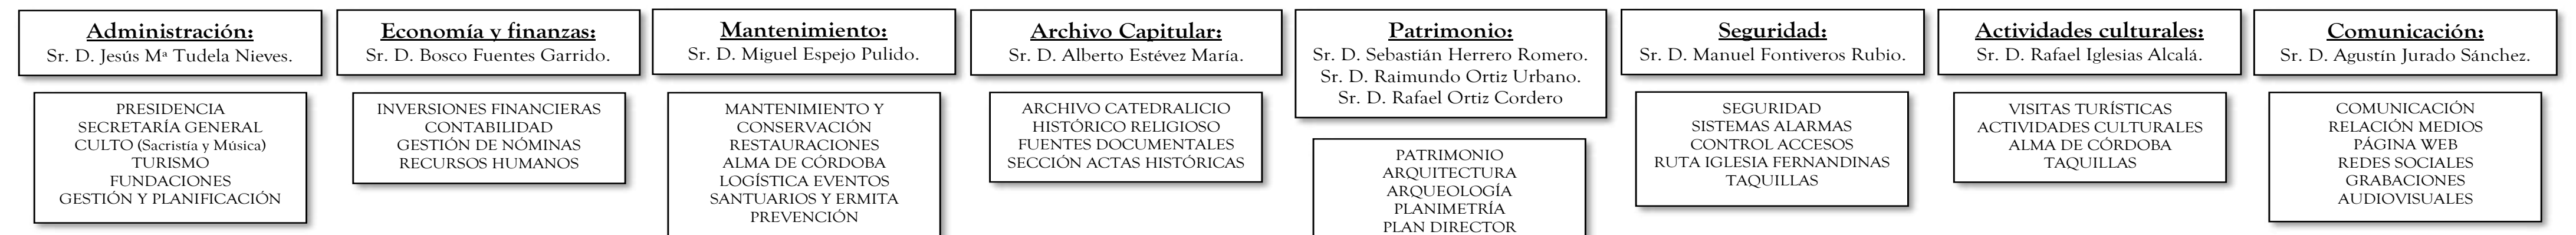 Administración:
Sr. D. Jesús Mª Tudela Nieves.
PRESIDENCIA
SECRETARÍA GENERAL
CULTO (Sacristía y Música)
TURISMO
FUNDACIONES
GESTIÓN Y PLANIFICACIÓN
Economía y finanzas:
Sr. D. Bosco Fuentes Garrido.
INVERSIONES FINANCIERAS
CONTABILIDAD
GESTIÓN DE NÓMINAS
RECURSOS HUMANOS
Mantenimiento:
Sr. D. Miguel Espejo Pulido.
MANTENIMIENTO Y
CONSERVACIÓN
RESTAURACIONES
ALMA DE CÓRDOBA
LOGÍSTICA EVENTOS
SANTUARIOS Y ERMITA
PREVENCIÓN
Archivo Capitular:
Sr. D. Alberto Estévez María.
ARCHIVO CATEDRALICIO
HISTÓRICO RELIGIOSO
FUENTES DOCUMENTALES
SECCIÓN ACTAS HISTÓRICAS
Patrimonio:
Sr. D. Sebastián Herrero Romero.
Sr. D. Raimundo Ortiz Urbano.
Sr. D. Rafael Ortiz Cordero
PATRIMONIO
ARQUITECTURA
ARQUEOLOGÍA
PLANIMETRÍA
PLAN DIRECTOR
Seguridad:
Sr. D. Manuel Fontiveros Rubio.
SEGURIDAD
SISTEMAS ALARMAS
CONTROL ACCESOS
RUTA IGLESIA FERNANDINAS
TAQUILLAS
Actividades culturales:
Sr. D. Rafael Iglesias Alcalá.
VISITAS TURÍSTICAS
ACTIVIDADES CULTURALES
ALMA DE CÓRDOBA
TAQUILLAS
Comunicación:
Sr. D. Agustín Jurado Sánchez.
COMUNICACIÓN
RELACIÓN MEDIOS
PÁGINA WEB
REDES SOCIALES
GRABACIONES
AUDIOVISUALES